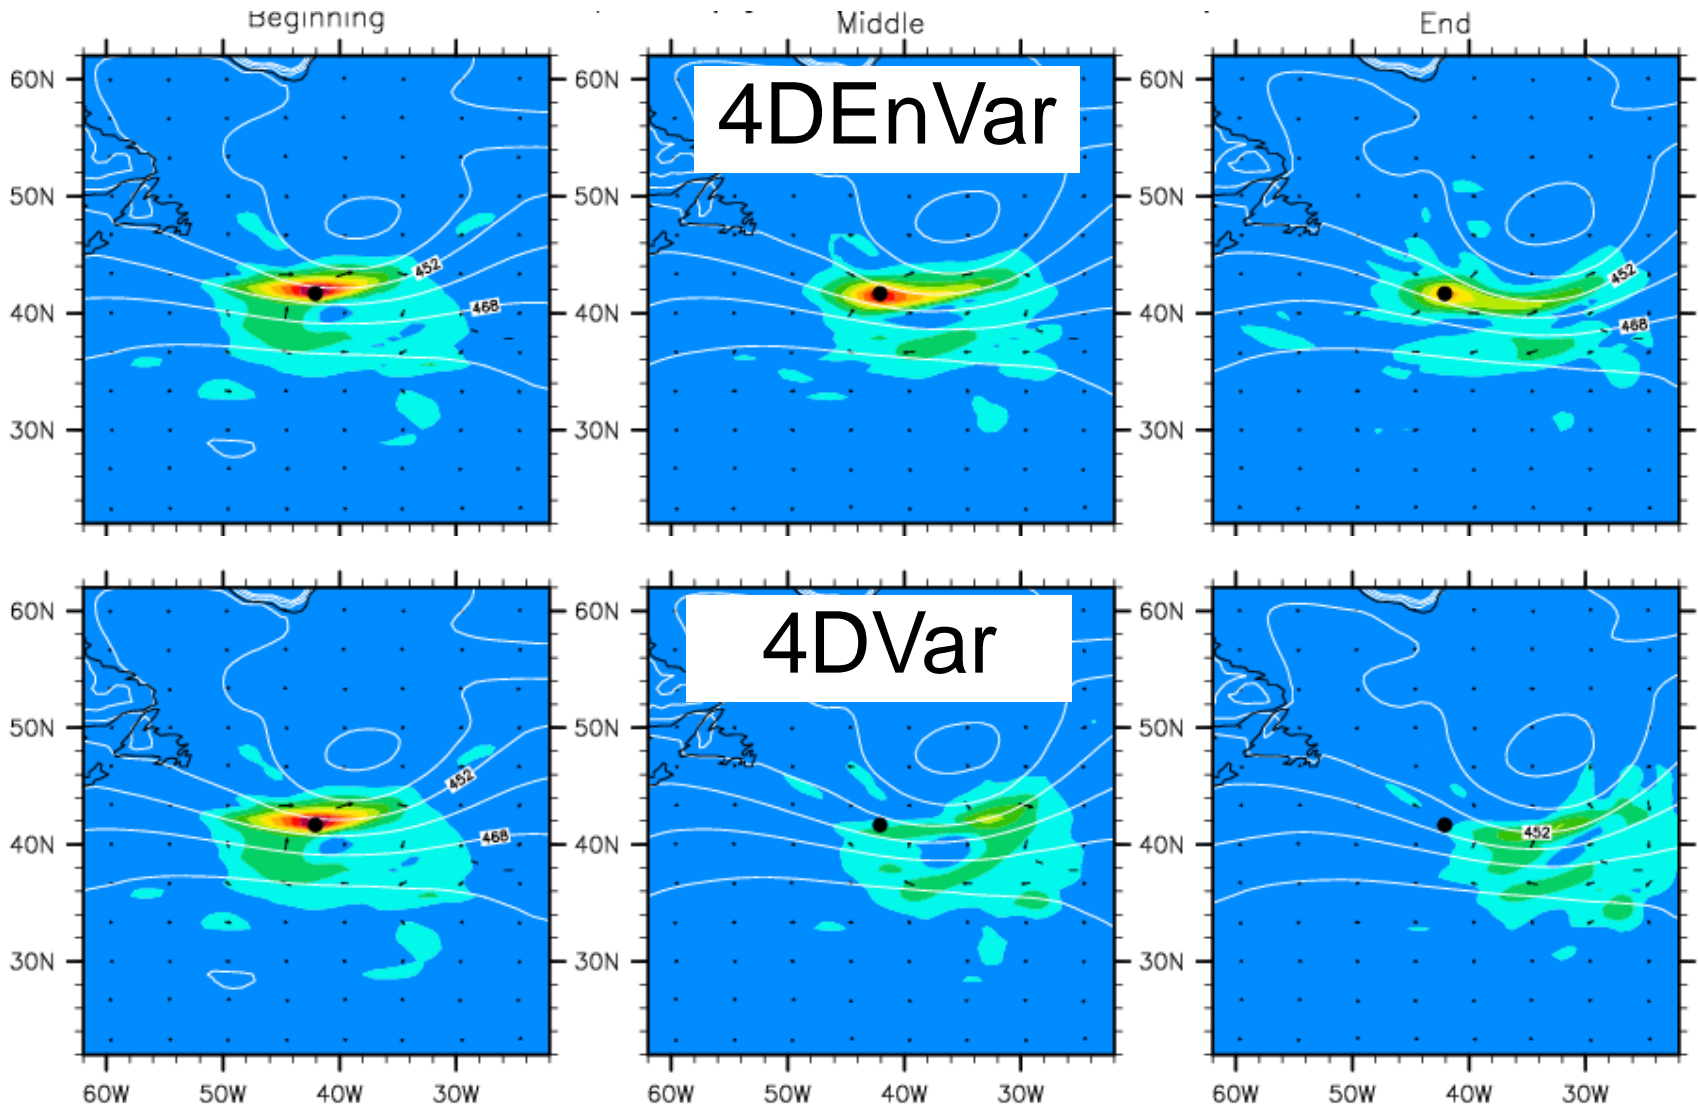 Beginning Middle End
4DEnVar
60N 60N 60N
50N 50N 50N
452 452
468 468
40N 40N 40N
30N 30N 30N
4DVar
60N 60N 60N
50N 50N 50N
452
468 452
40N 40N 40N
30N 30N 30N
60W 50W 40W 30W 60W 50W 40W 30W 60W 50W 40W 30W